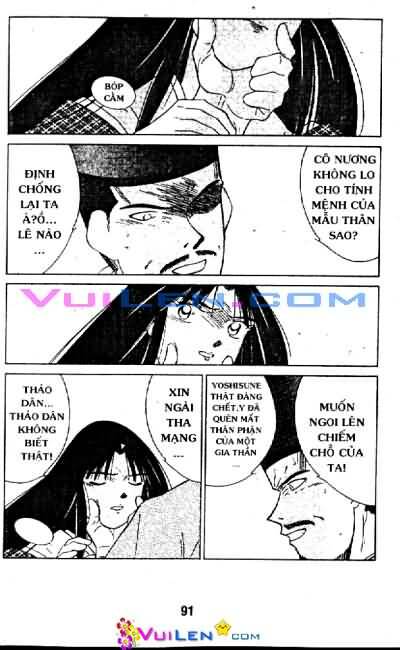 BÓP
CẰM
ĐỊNH
CHỐNG
LẠI TA
À?Ồ...
LẼ NÀO
...
CÔ NƯƠNG
KHÔNG LO
CHO TÍNH
MỆNH CỦA
MẪU THÂN
SAO?
VUILEN.COM
THẢO
DÂN...
THẢO DÂN
KHÔNG
BIẾT
THẬT!
XIN
NGÀI
THA
MẠNG
...
YOSHISUNE
THẬT ĐÁNG
CHẾT.Y ĐÃ
QUÊN MẤT
THÂN PHẬN
CỦA MỘT
GIA THẦN
...
MUỐN
NGOI LÊN
CHIẾM
CHỖ CỦA
TA!
91
VUILEN.COM